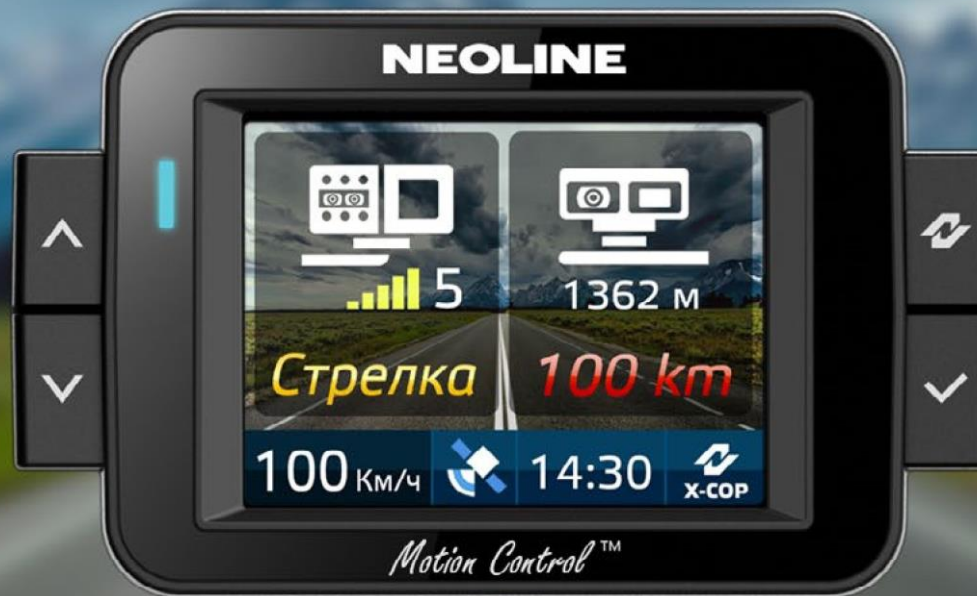 NEOLINE
5
1362 м
Стрелка
100 km
100 Км/ч
14:30
X-COP
Motion Control™